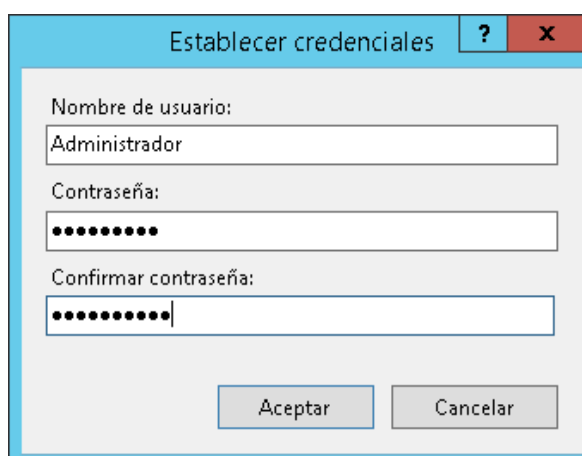 Establecer credenciales
?
x
Nombre de usuario:
Administrador
Contraseña:
●●●●●●●●●
Confirmar contraseña:
●●●●●●●●●●
Aceptar Cancelar